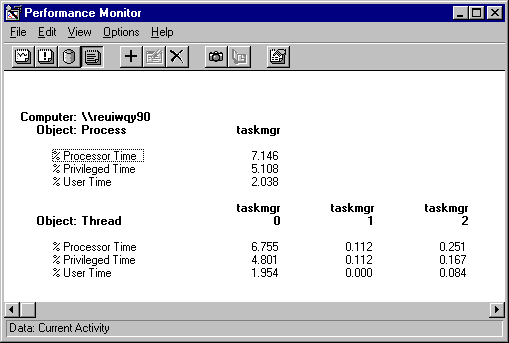 Performance Monitor
File Edit View Options Help
Computer: \\reuiwqy90
Object: Process taskmgr
% Processor Time 7.146
% Privileged Time 5.108
% User Time 2.038
taskmgr taskmgr taskmgr
Object: Thread 0 1 2
% Processor Time 6.755 0.112 0.251
% Privileged Time 4.801 0.112 0.167
% User Time 1.954 0.000 0.084
Data: Current Activity